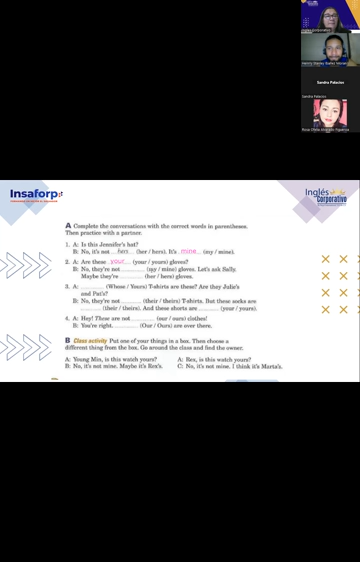 Sandra Palacios
Sandra Palacios
Insaforp
Inglés
Corporativo
A Complete the conversations with the correct words in parentheses.
Then practice with a partner.
1. A: Is this Jennifer's hat?
B: No, it's not hers (her / hers). It's mine (my / mine).
2. A: Are these your (your / yours) gloves?
B: No, they're not (my / mine) gloves. Let's ask Sally.
Maybe they're (her / hers) gloves.
3. A: (Whose / Yours) T-shirts are these? Are they Julie's
and Pat's?
B: No, they're not (their / theirs) T-shirts. But these socks are
(their / theirs). And these shorts are (your / yours).
4. A: Hey! These are not (our / ours) clothes!
B: You're right. (Our / Ours) are over there.
B Class activity Put one of your things in a box. Then choose a
different thing from the box. Go around the class and find the owner.
A: Young Min, is this watch yours?
B: No, it's not mine. Maybe it's Rex's.
A: Rex, is this watch yours?
C: No, it's not mine. I think it's Marta's.